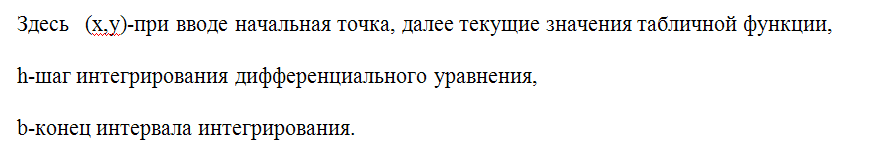 Здесь (x,y)-при вводе начальная точка, далее текущие значения табличной функции,
h-шаг интегрирования дифференциального уравнения,
b-конец интервала интегрирования.